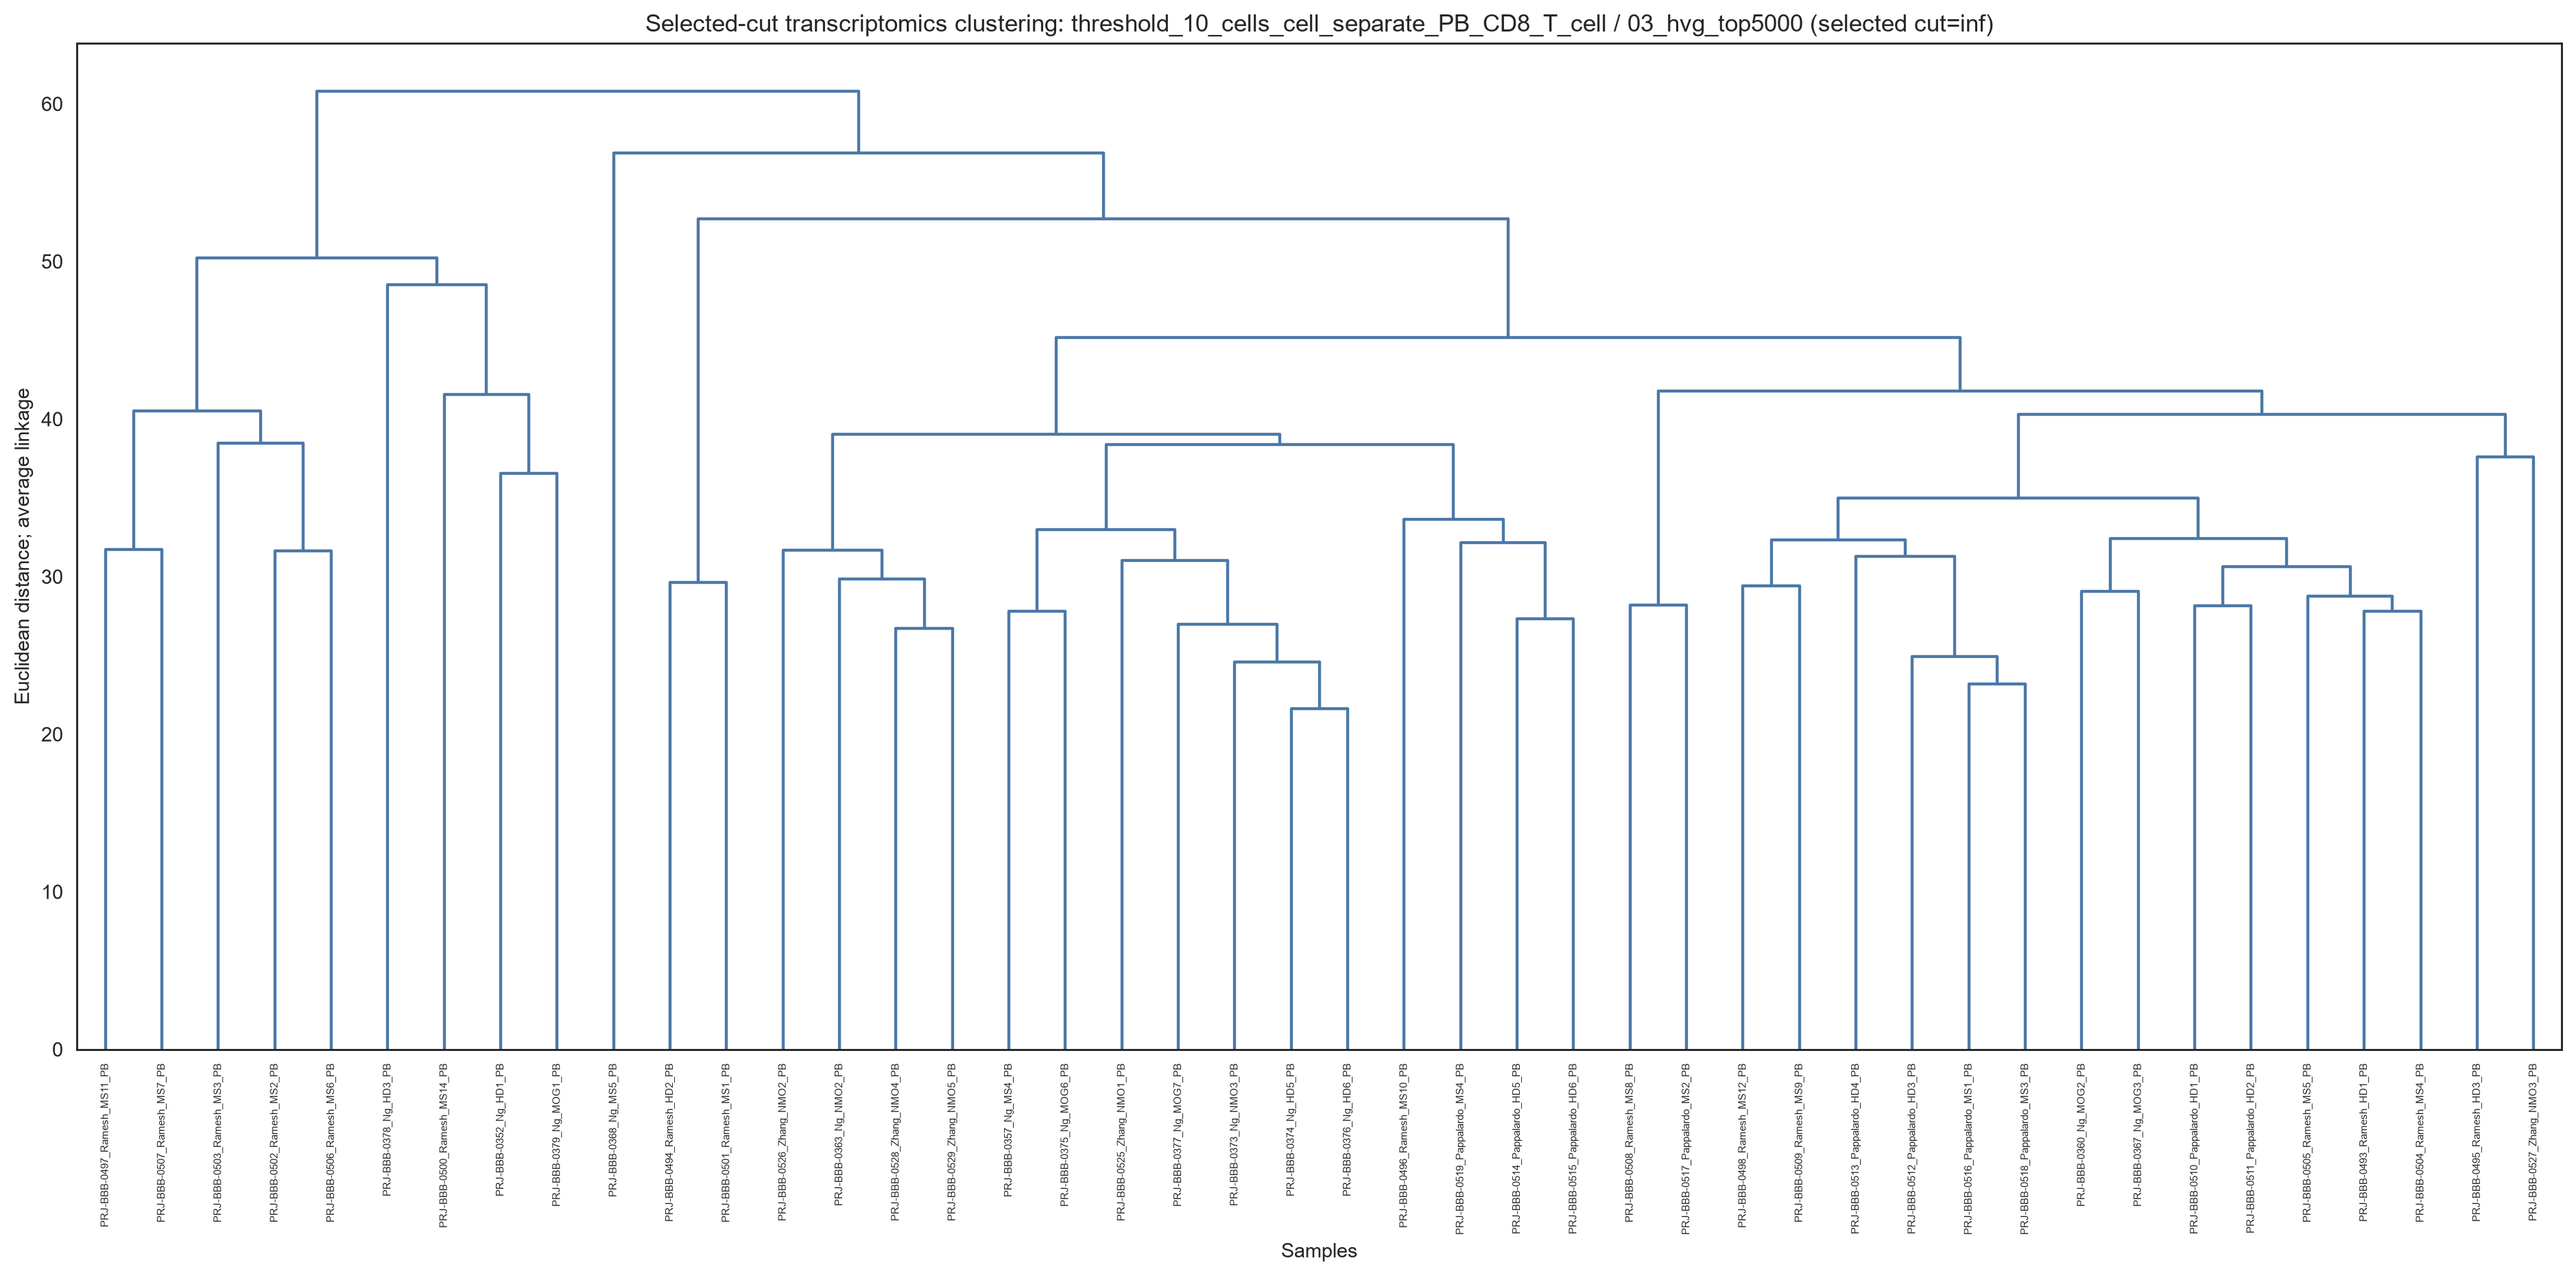 Selected-cut transcriptomics clustering: threshold_10_cells_cell_separate_PB_CD8_T_cell / 03_hvg_top5000 (selected cut=inf)
60
50
40
30
20
10
0
Euclidean distance; average linkage
PRJ-BBB-0497_Ramesh_MS11_PB
PRJ-BBB-0507_Ramesh_MS7_PB
PRJ-BBB-0503_Ramesh_MS3_PB
PRJ-BBB-0502_Ramesh_MS2_PB
PRJ-BBB-0506_Ramesh_MS6_PB
PRJ-BBB-0378_Ng_HD3_PB
PRJ-BBB-0500_Ramesh_MS14_PB
PRJ-BBB-0352_Ng_HD1_PB
PRJ-BBB-0379_Ng_MOG1_PB
PRJ-BBB-0368_Ng_MS5_PB
PRJ-BBB-0494_Ramesh_HD2_PB
PRJ-BBB-0501_Ramesh_MS1_PB
PRJ-BBB-0526_Zhang_NMO2_PB
PRJ-BBB-0363_Ng_NMO2_PB
PRJ-BBB-0528_Zhang_NMO4_PB
PRJ-BBB-0529_Zhang_NMO5_PB
PRJ-BBB-0357_Ng_MS4_PB
PRJ-BBB-0375_Ng_MOG6_PB
PRJ-BBB-0525_Zhang_NMO1_PB
PRJ-BBB-0377_Ng_MOG7_PB
PRJ-BBB-0373_Ng_NMO3_PB
PRJ-BBB-0374_Ng_HD5_PB
PRJ-BBB-0376_Ng_HD6_PB
PRJ-BBB-0496_Ramesh_MS10_PB
PRJ-BBB-0519_Pappalardo_MS4_PB
PRJ-BBB-0514_Pappalardo_HD5_PB
PRJ-BBB-0515_Pappalardo_HD6_PB
PRJ-BBB-0508_Ramesh_MS8_PB
PRJ-BBB-0517_Pappalardo_MS2_PB
PRJ-BBB-0498_Ramesh_MS12_PB
PRJ-BBB-0509_Ramesh_MS9_PB
PRJ-BBB-0513_Pappalardo_HD4_PB
PRJ-BBB-0512_Pappalardo_HD3_PB
PRJ-BBB-0516_Pappalardo_MS1_PB
PRJ-BBB-0518_Pappalardo_MS3_PB
PRJ-BBB-0360_Ng_MOG2_PB
PRJ-BBB-0367_Ng_MOG3_PB
PRJ-BBB-0510_Pappalardo_HD1_PB
PRJ-BBB-0511_Pappalardo_HD2_PB
PRJ-BBB-0505_Ramesh_MS5_PB
PRJ-BBB-0493_Ramesh_HD1_PB
PRJ-BBB-0504_Ramesh_MS4_PB
PRJ-BBB-0495_Ramesh_HD3_PB
PRJ-BBB-0527_Zhang_NMO3_PB
Samples